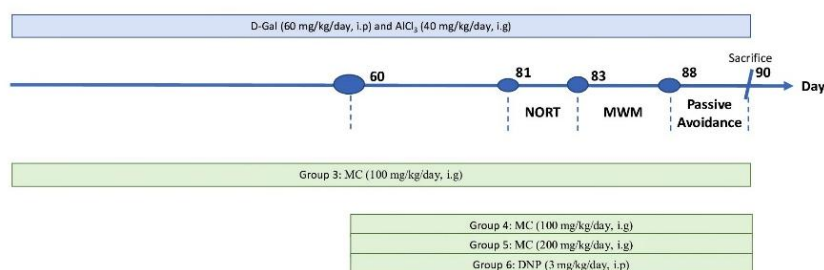 D-Gal (60 mg/kg/day, i.p) and AlCl₃ (40 mg/kg/day, i.g)
Sacrifice
60
81
83
88
90
Day
NORT
MWM
Passive
Avoidance
Group 3: MC (100 mg/kg/day, i.g)
Group 4: MC (100 mg/kg/day, i.g)
Group 5: MC (200 mg/kg/day, i.g)
Group 6: DNP (3 mg/kg/day, i.p)